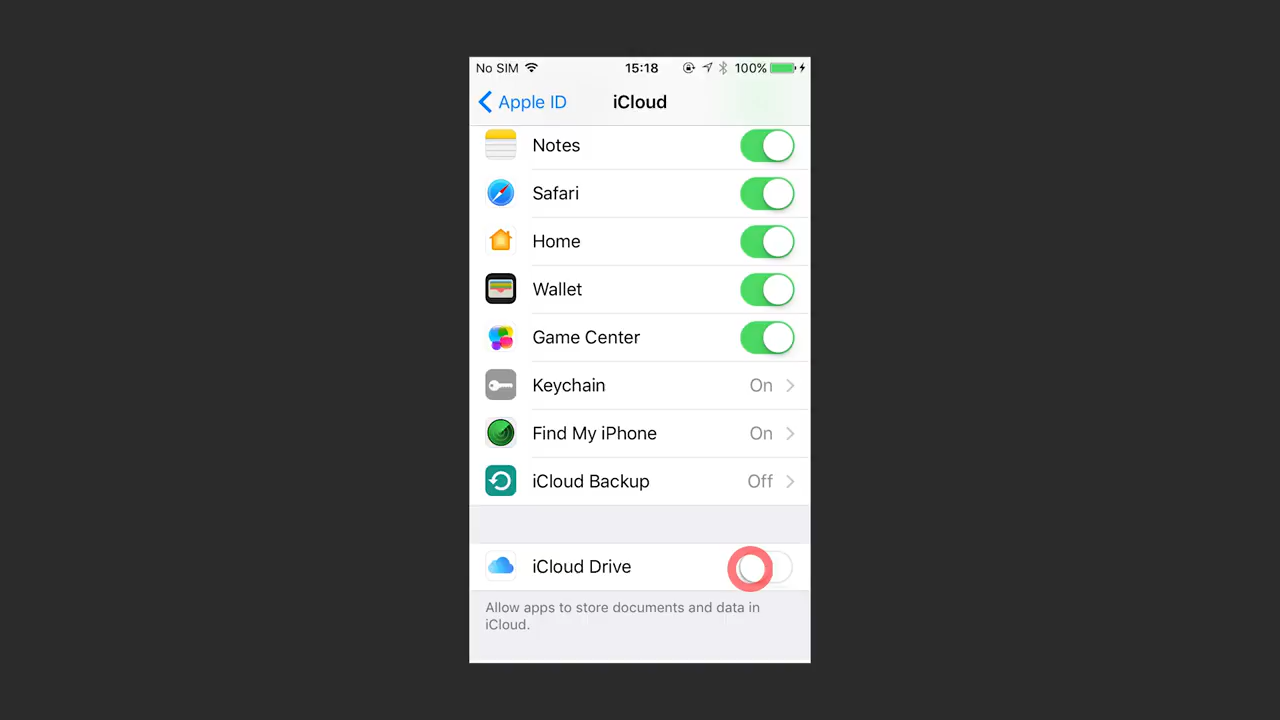 No SIM 15:18 100%
Apple ID iCloud
Notes
Safari
Home
Wallet
Game Center
Keychain On
Find My iPhone On
iCloud Backup Off
iCloud Drive
Allow apps to store documents and data in
iCloud.